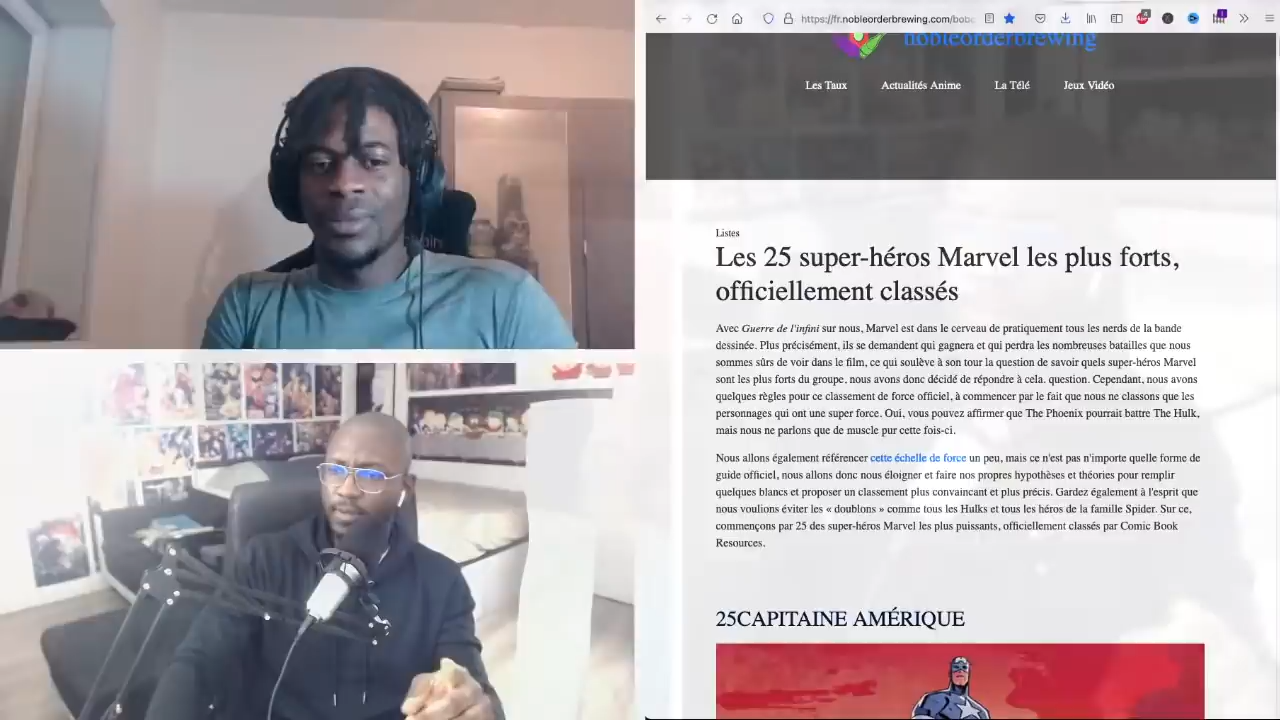 https://fr.nobleorderbrewing.com/bob
nobleorderbrewing
Les Taux
Actualités Anime
La Télé
Jeux Vidéo
Listes
Les 25 super-héros Marvel les plus forts,
officiellement classés
Avec Guerre de l'infini sur nous, Marvel est dans le cerveau de pratiquement tous les nerds de la bande
dessinée. Plus précisément, ils se demandent qui gagnera et qui perdra les nombreuses batailles que nous
sommes sûrs de voir dans le film, ce qui soulève à son tour la question de savoir quels super-héros Marvel
sont les plus forts du groupe, nous avons donc décidé de répondre à cela. question. Cependant, nous avons
quelques règles pour ce classement de force officiel, à commencer par le fait que nous ne classons que les
personnages qui ont une super force. Oui, vous pouvez affirmer que The Phoenix pourrait battre The Hulk,
mais nous ne parlons que de muscle pur cette fois-ci.
Nous allons également référencer cette échelle de force un peu, mais ce n'est pas n'importe quelle forme de
guide officiel, nous allons donc nous éloigner et faire nos propres hypothèses et théories pour remplir
quelques blancs et proposer un classement plus convaincant et plus précis. Gardez également à l'esprit que
nous voulions éviter les « doublons » comme tous les Hulks et tous les héros de la famille Spider. Sur ce,
commençons par 25 des super-héros Marvel les plus puissants, officiellement classés par Comic Book
Resources.
25CAPITAINE AMÉRIQUE